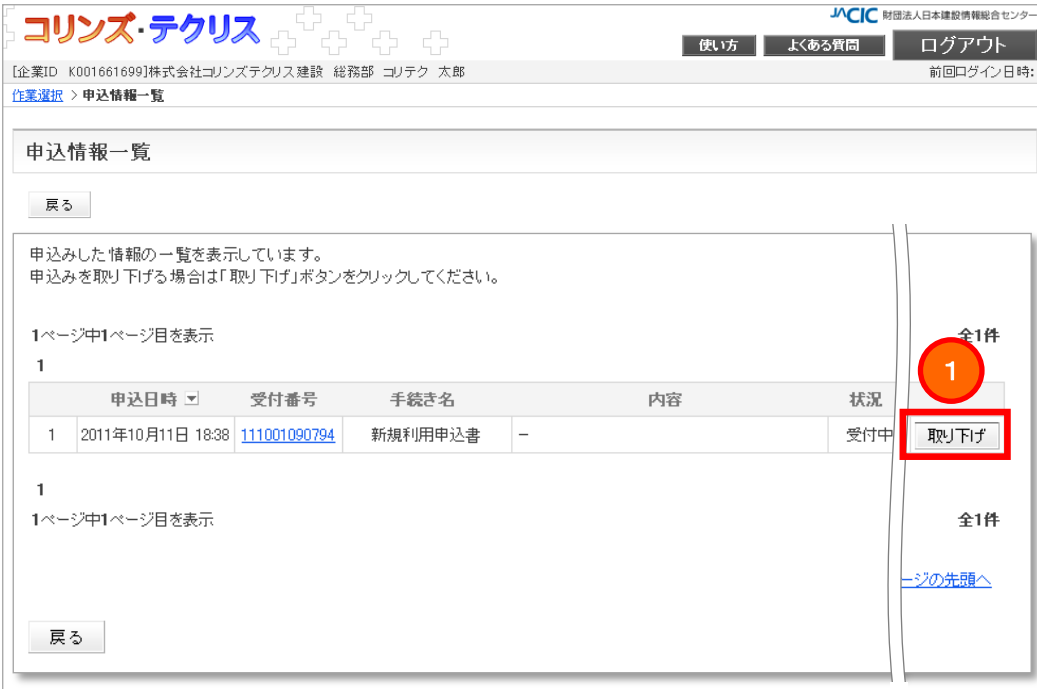 コリンズ・テクリス
JACIC 財団法人日本建設情報総合センター
使い方 よくある質問 ログアウト
[企業ID K001661699]株式会社コリンズテクリス建設 総務部 コリテク 太郎 前回ログイン日時:
作業選択 > 申込情報一覧
申込情報一覧
戻る
申込みした情報の一覧を表示しています。
申込みを取り下げる場合は「取り下げ」ボタンをクリックしてください。
1ページ中1ページ目を表示 全1件
1
1
申込日時 受付番号 手続き名 内容 状況
1 2011年10月11日 18:38 111001090794 新規利用申込書 − 受付中 取り下げ
1
1ページ中1ページ目を表示 全1件
ージの先頭へ
戻る